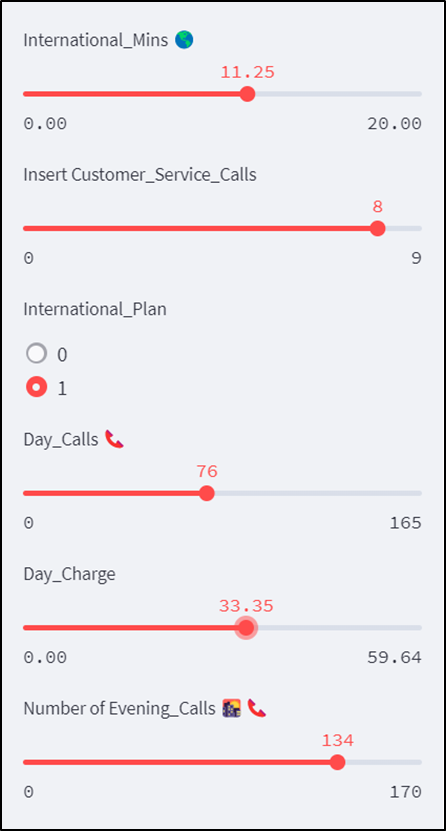 International_Mins 🌎
11.25
0.00 20.00
Insert Customer_Service_Calls
8
0 9
International_Plan
0
1
Day_Calls 📞
76
0 165
Day_Charge
33.35
0.00 59.64
Number of Evening_Calls 🌆 📞
134
0 170